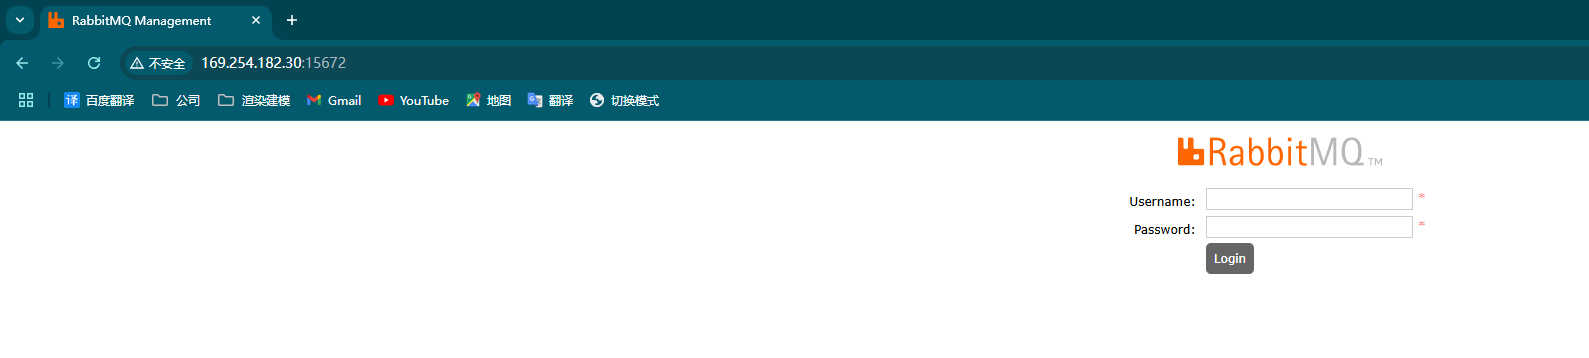 RabbitMQ Management
不安全 169.254.182.30:15672
译 百度翻译 公司 渲染建模 Gmail YouTube 地图 翻译 切换模式
RabbitMQ TM
Username: *
Password: *
Login